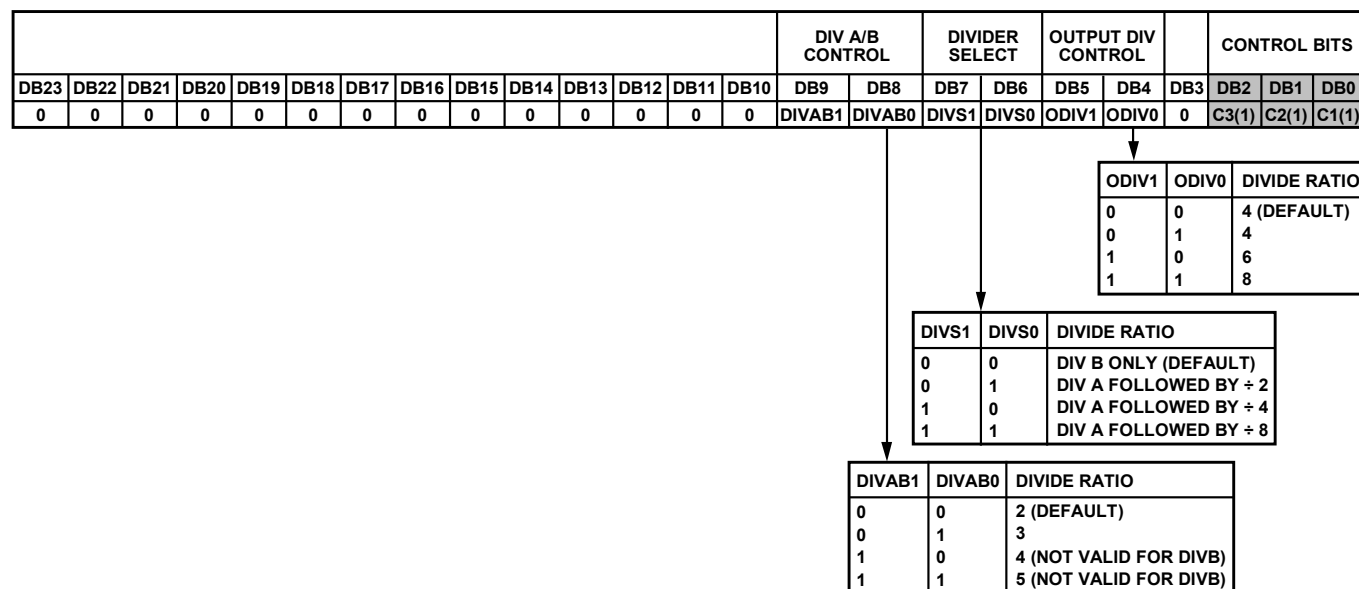 DIV A/B CONTROL DIVIDER SELECT OUTPUT DIV CONTROL CONTROL BITS
DB23 DB22 DB21 DB20 DB19 DB18 DB17 DB16 DB15 DB14 DB13 DB12 DB11 DB10 DB9 DB8 DB7 DB6 DB5 DB4 DB3 DB2 DB1 DB0
0 0 0 0 0 0 0 0 0 0 0 0 0 0 DIVAB1 DIVAB0 DIVS1 DIVS0 ODIV1 ODIV0 0 C3(1) C2(1) C1(1)
ODIV1 ODIV0 DIVIDE RATIO
0 0 4 (DEFAULT)
0 1 4
1 0 6
1 1 8
DIVS1 DIVS0 DIVIDE RATIO
0 0 DIV B ONLY (DEFAULT)
0 1 DIV A FOLLOWED BY ÷ 2
1 0 DIV A FOLLOWED BY ÷ 4
1 1 DIV A FOLLOWED BY ÷ 8
DIVAB1 DIVAB0 DIVIDE RATIO
0 0 2 (DEFAULT)
0 1 3
1 0 4 (NOT VALID FOR DIVB)
1 1 5 (NOT VALID FOR DIVB)